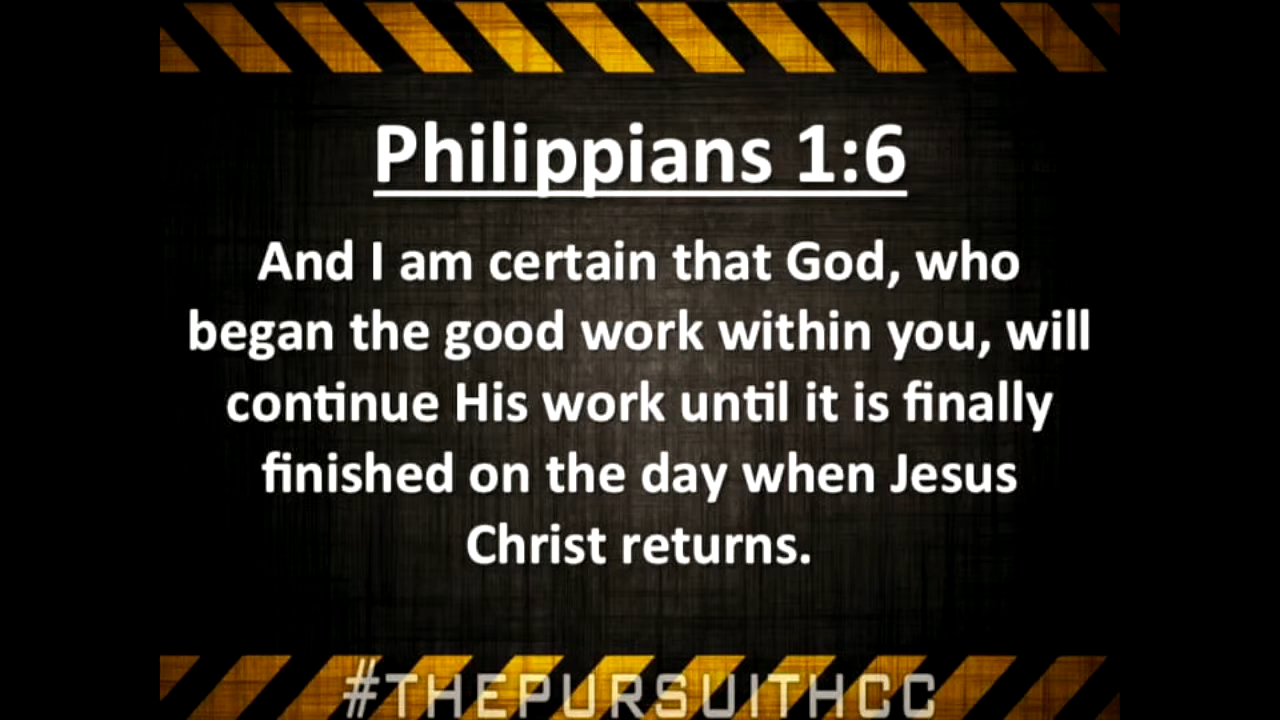 Philippians 1:6
And I am certain that God, who
began the good work within you, will
continue His work until it is finally
finished on the day when Jesus
Christ returns.
#THEPURSUITHCC